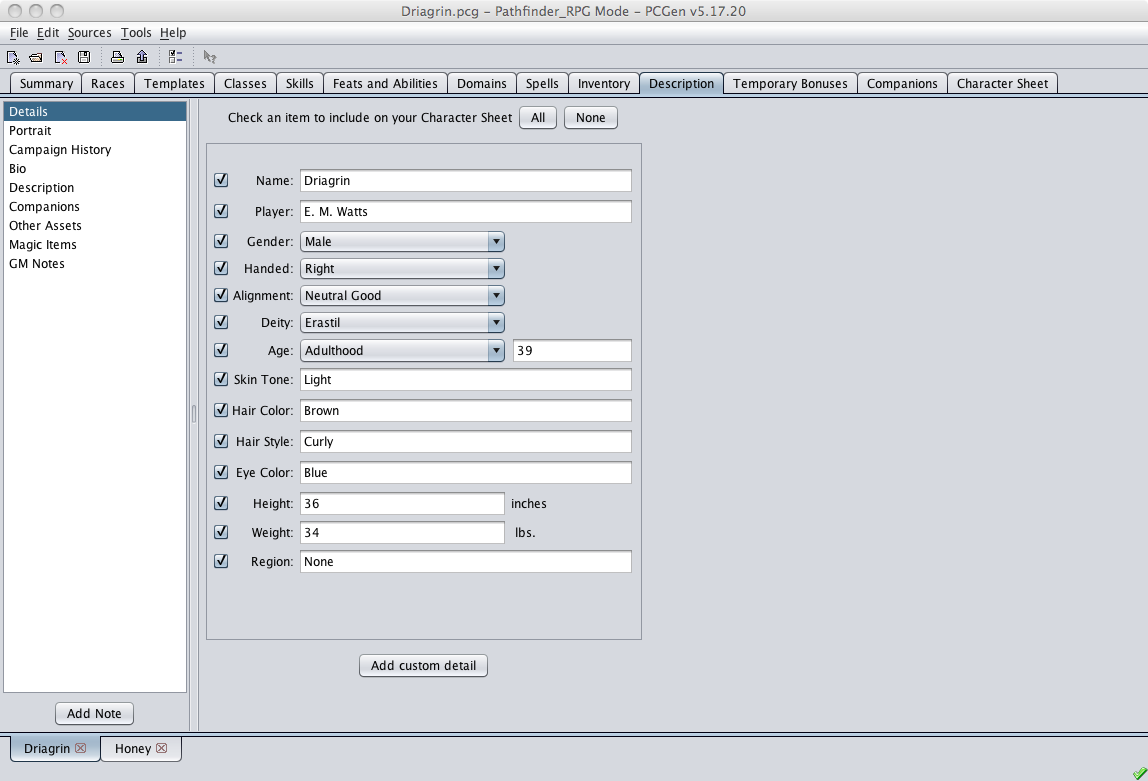 Driagrin.pcg – Pathfinder_RPG Mode – PCGen v5.17.20
File Edit Sources Tools Help
Summary Races Templates Classes Skills Feats and Abilities Domains Spells Inventory Description Temporary Bonuses Companions Character Sheet
Details
Portrait
Campaign History
Bio
Description
Companions
Other Assets
Magic Items
GM Notes
Add Note
Check an item to include on your Character Sheet All None
Name: Driagrin
Player: E. M. Watts
Gender: Male
Handed: Right
Alignment: Neutral Good
Deity: Erastil
Age: Adulthood 39
Skin Tone: Light
Hair Color: Brown
Hair Style: Curly
Eye Color: Blue
Height: 36 inches
Weight: 34 lbs.
Region: None
Add custom detail
Driagrin Honey